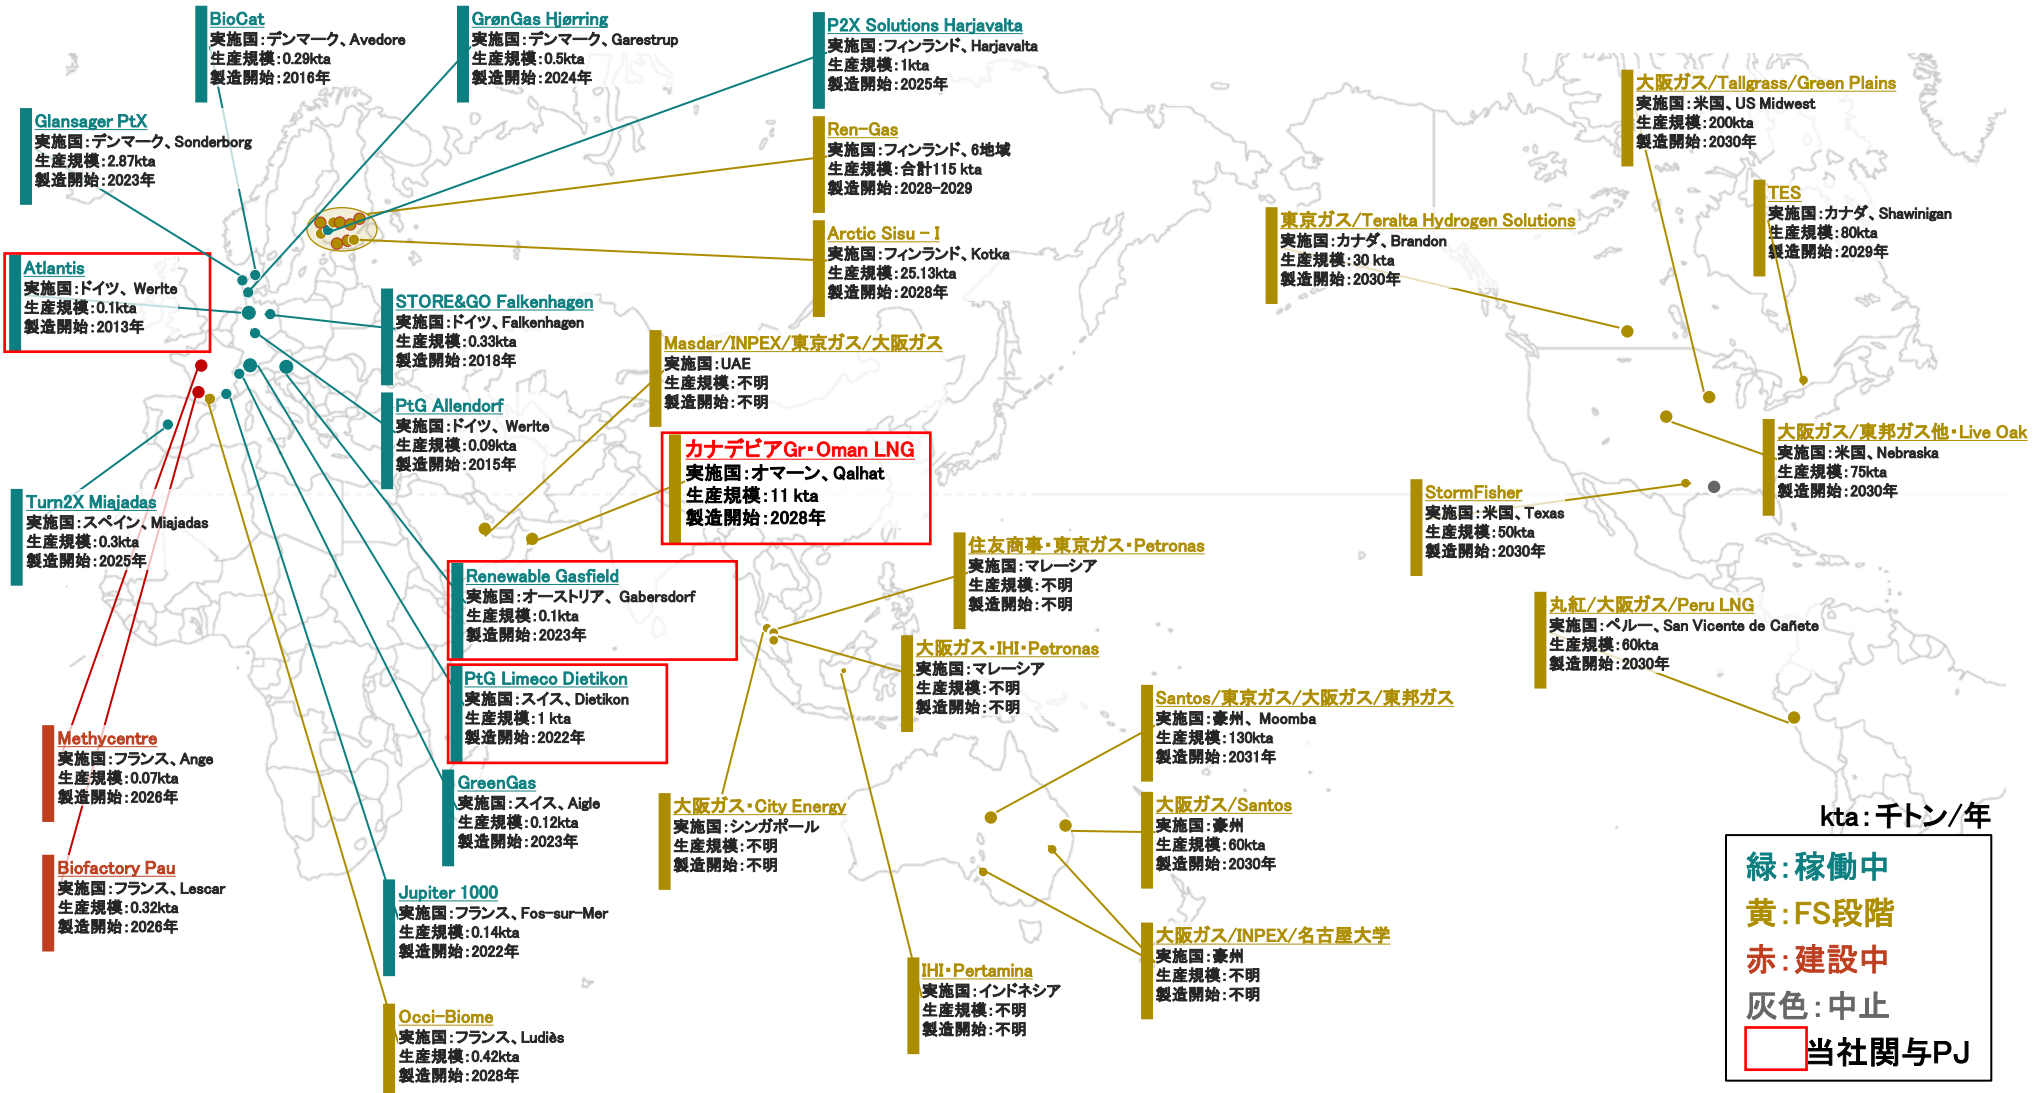 BioCat
実施国：デンマーク、Avedore
生産規模：0.29kta
製造開始：2016年
GrønGas Hjørring
実施国：デンマーク、Garestrup
生産規模：0.5kta
製造開始：2024年
P2X Solutions Harjavalta
実施国：フィンランド、Harjavalta
生産規模：1kta
製造開始：2025年
大阪ガス/Tallgrass/Green Plains
実施国：米国、US Midwest
生産規模：200kta
製造開始：2030年
Glansager PtX
実施国：デンマーク、Sonderborg
生産規模：2.87kta
製造開始：2023年
Ren-Gas
実施国：フィンランド、6地域
生産規模：合計115 kta
製造開始：2028-2029
TES
実施国：カナダ、Shawinigan
生産規模：80kta
製造開始：2029年
東京ガス/Teralta Hydrogen Solutions
実施国：カナダ、Brandon
生産規模：30 kta
製造開始：2030年
Arctic Sisu – I
実施国：フィンランド、Kotka
生産規模：25.13kta
製造開始：2028年
Atlantis
実施国：ドイツ、Werlte
生産規模：0.1kta
製造開始：2013年
STORE&GO Falkenhagen
実施国：ドイツ、Falkenhagen
生産規模：0.33kta
製造開始：2018年
Masdar/INPEX/東京ガス/大阪ガス
実施国：UAE
生産規模：不明
製造開始：不明
PtG Allendorf
実施国：ドイツ、Werlte
生産規模：0.09kta
製造開始：2015年
カナデビアGr・Oman LNG
実施国：オマーン、Qalhat
生産規模：11 kta
製造開始：2028年
大阪ガス/東邦ガス他・Live Oak
実施国：米国、Nebraska
生産規模：75kta
製造開始：2030年
StormFisher
実施国：米国、Texas
生産規模：50kta
製造開始：2030年
Turn2X Miajadas
実施国：スペイン、Miajadas
生産規模：0.3kta
製造開始：2025年
住友商事・東京ガス・Petronas
実施国：マレーシア
生産規模：不明
製造開始：不明
Renewable Gasfield
実施国：オーストリア、Gabersdorf
生産規模：0.1kta
製造開始：2023年
丸紅/大阪ガス/Peru LNG
実施国：ペルー、San Vicente de Cañete
生産規模：60kta
製造開始：2030年
大阪ガス・IHI・Petronas
実施国：マレーシア
生産規模：不明
製造開始：不明
PtG Limeco Dietikon
実施国：スイス、Dietikon
生産規模：1 kta
製造開始：2022年
Santos/東京ガス/大阪ガス/東邦ガス
実施国：豪州、Moomba
生産規模：130kta
製造開始：2031年
Methycentre
実施国：フランス、Ange
生産規模：0.07kta
製造開始：2026年
GreenGas
実施国：スイス、Aigle
生産規模：0.12kta
製造開始：2023年
大阪ガス・City Energy
実施国：シンガポール
生産規模：不明
製造開始：不明
大阪ガス/Santos
実施国：豪州
生産規模：60kta
製造開始：2030年
Biofactory Pau
実施国：フランス、Lescar
生産規模：0.32kta
製造開始：2026年
Jupiter 1000
実施国：フランス、Fos-sur-Mer
生産規模：0.14kta
製造開始：2022年
大阪ガス/INPEX/名古屋大学
実施国：豪州
生産規模：不明
製造開始：不明
IHI・Pertamina
実施国：インドネシア
生産規模：不明
製造開始：不明
Occi-Biome
実施国：フランス、Ludiès
生産規模：0.42kta
製造開始：2028年
kta：千トン/年
緑：稼働中
黄：FS段階
赤：建設中
灰色：中止
当社関与PJ